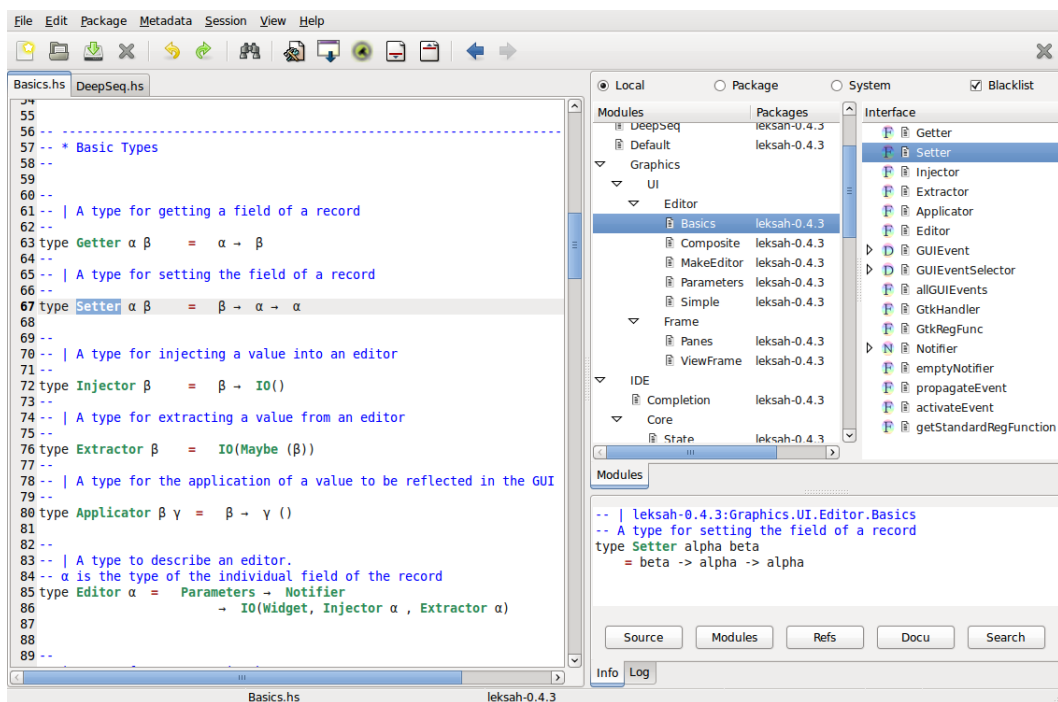 File Edit Package Metadata Session View Help
Basics.hs DeepSeq.hs
54
55
56 -- --------------------------------------------------------------------
57 -- * Basic Types
58 --
59
60 --
61 -- | A type for getting a field of a record
62 --
63 type Getter α β     =   α → β
64 --
65 -- | A type for setting the field of a record
66 --
67 type Setter α β     =   β → α → α
68
69 --
70 -- | A type for injecting a value into an editor
71 --
72 type Injector β     =   β → IO()
73 --
74 -- | A type for extracting a value from an editor
75 --
76 type Extractor β    =   IO(Maybe (β))
77 --
78 -- | A type for the application of a value to be reflected in the GUI
79 --
80 type Applicator β γ  =   β → γ ()
81
82 --
83 -- | A type to describe an editor.
84 -- α is the type of the individual field of the record
85 type Editor α  =   Parameters → Notifier
86                         → IO(Widget, Injector α , Extractor α)
87
88
89 --
Local Package System Blacklist
Modules Packages
DeepSeq leksah-0.4.3
Default leksah-0.4.3
Graphics
UI
Editor
Basics leksah-0.4.3
Composite leksah-0.4.3
MakeEditor leksah-0.4.3
Parameters leksah-0.4.3
Simple leksah-0.4.3
Frame
Panes leksah-0.4.3
ViewFrame leksah-0.4.3
IDE
Completion leksah-0.4.3
Core
State leksah-0.4.3
Modules
Interface
F Getter
F Setter
F Injector
F Extractor
F Applicator
F Editor
D GUIEvent
D GUIEventSelector
F allGUIEvents
F GtkHandler
F GtkRegFunc
N Notifier
F emptyNotifier
F propagateEvent
F activateEvent
F getStandardRegFunction
-- | leksah-0.4.3:Graphics.UI.Editor.Basics
-- A type for setting the field of a record
type Setter alpha beta
    = beta -> alpha -> alpha
Source Modules Refs Docu Search
Info Log
Basics.hs leksah-0.4.3